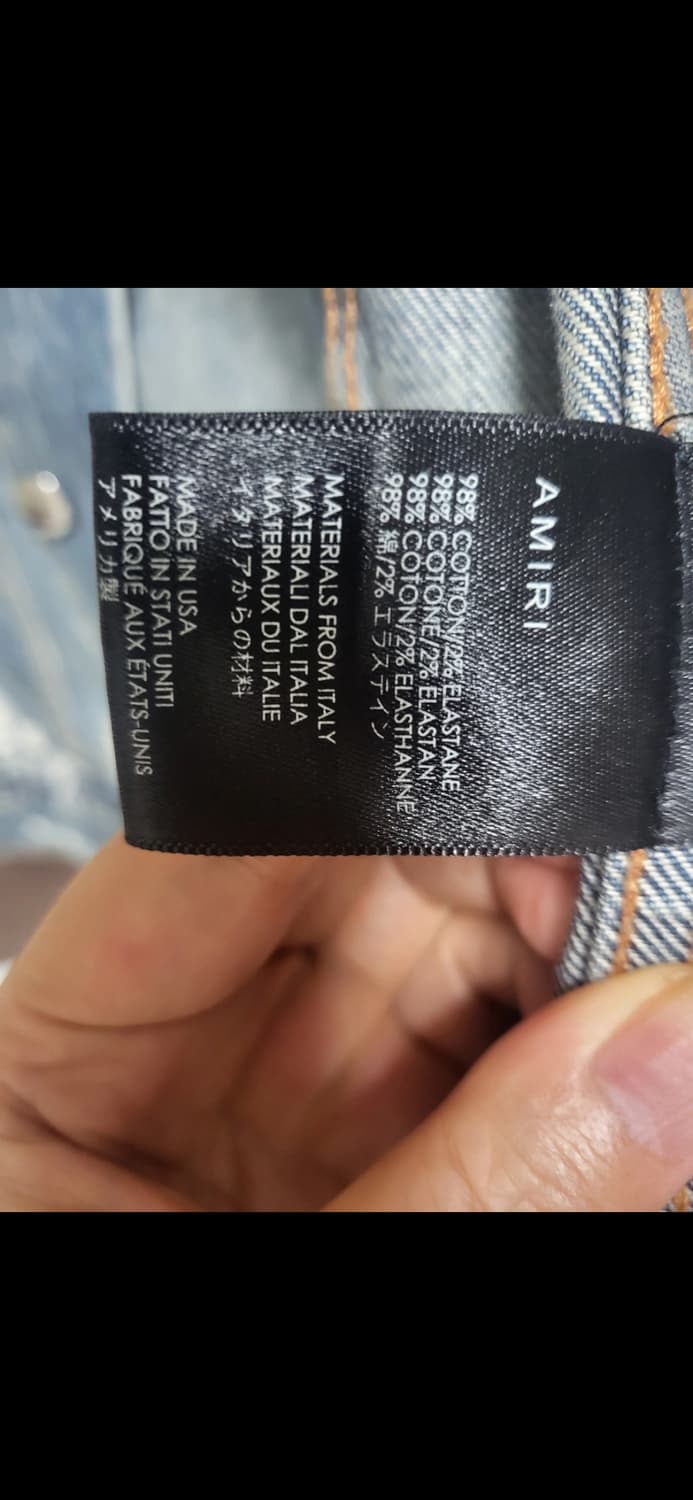 AMIRI
98% COTTON/2% ELASTANE
98% COTONE/2% ELASTAN
98% COTON/2% ELASTHANNE
98% 綿/2% エラステイン
MATERIALS FROM ITALY
MATERIALI DAL ITALIA
MATERIAUX DU ITALIE
イタリアからの材料
MADE IN USA
FATTO IN STATI UNITI
FABRIQUÉ AUX ÉTATS-UNIS
アメリカ製